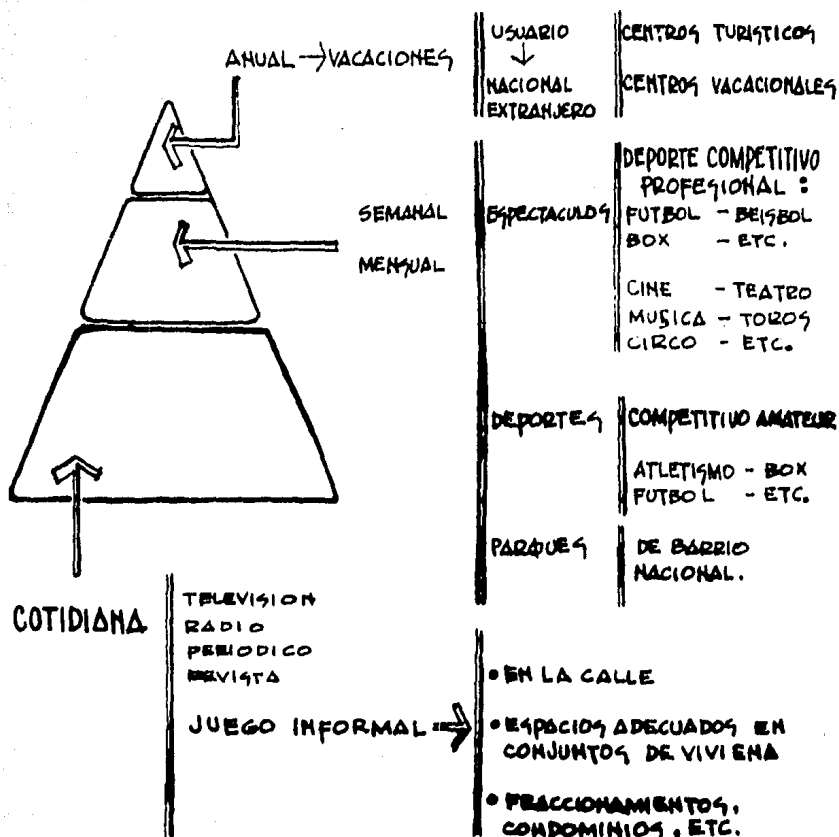 ANUAL → VACACIONES
USUARIO
↓
NACIONAL
EXTRANJERO
CENTROS TURISTICOS
CENTROS VACACIONALES
SEMANAL
MENSUAL
ESPECTACULOS
DEPORTE COMPETITIVO
PROFESIONAL :
FUTBOL - BEISBOL
BOX - ETC.
CINE - TEATRO
MUSICA - TOROS
CIRCO - ETC.
DEPORTES
COMPETITIVO AMATEUR
ATLETISMO - BOX
FUTBOL - ETC.
PARQUES
DE BARRIO
NACIONAL.
COTIDIANA
TELEVISION
RADIO
PERIODICO
REVISTA
JUEGO INFORMAL ⇒
• EN LA CALLE
• ESPACIOS ADECUADOS EN
CONJUNTOS DE VIVIENA
• FRACCIONAMIENTOS,
CONDOMINIOS, ETC.